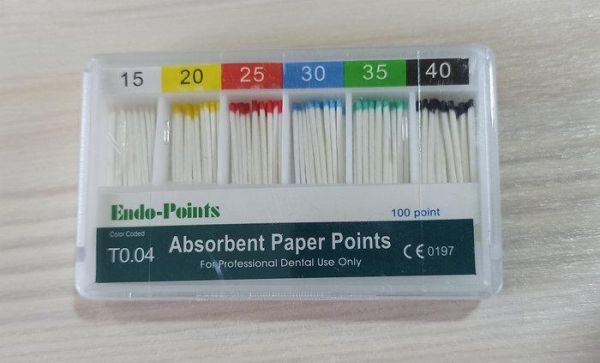 15 20 25 30 35 40
Endo-Points
100 point
Color Coded
T0.04
Absorbent Paper Points
CE 0197
For Professional Dental Use Only